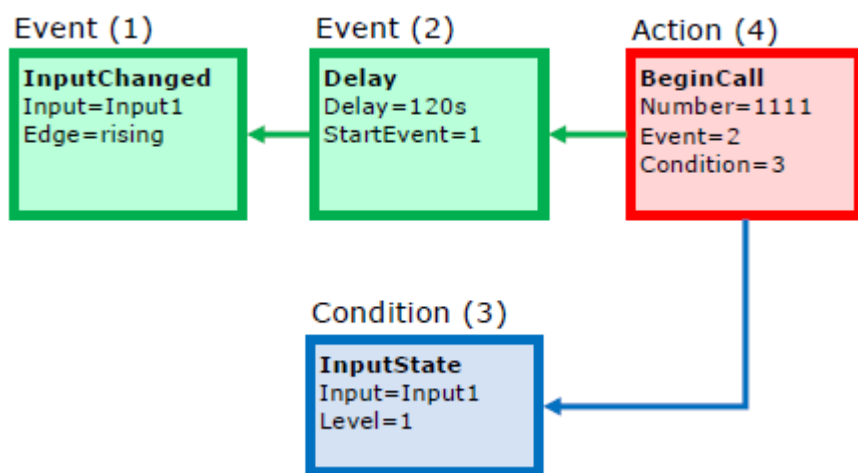 Event (1)
InputChanged
Input=Input1
Edge=rising
Event (2)
Delay
Delay=120s
StartEvent=1
Action (4)
BeginCall
Number=1111
Event=2
Condition=3
Condition (3)
InputState
Input=Input1
Level=1